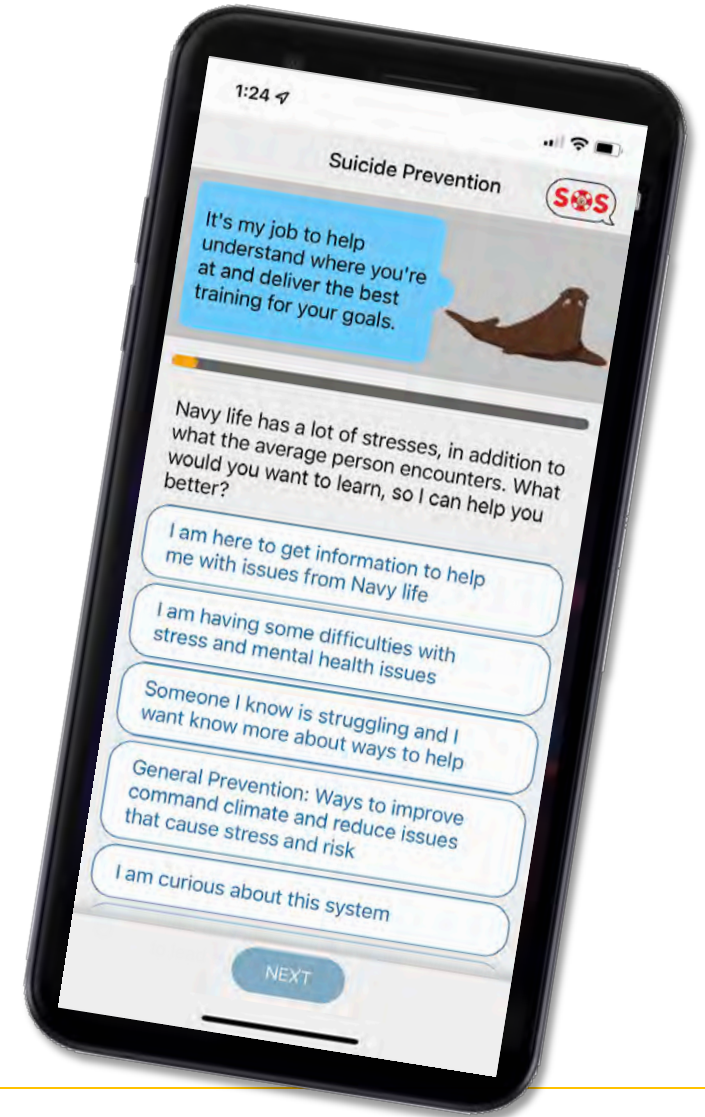 1:24
Suicide Prevention
SOS
It's my job to help
understand where you're
at and deliver the best
training for your goals.
Navy life has a lot of stresses, in addition to
what the average person encounters. What
would you want to learn, so I can help you
better?
I am here to get information to help
me with issues from Navy life
I am having some difficulties with
stress and mental health issues
Someone I know is struggling and I
want know more about ways to help
General Prevention: Ways to improve
command climate and reduce issues
that cause stress and risk
I am curious about this system
NEXT